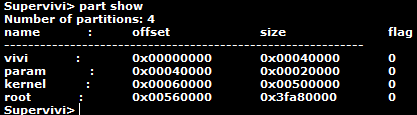 Supervivi> part show
Number of partitions: 4
name : offset size flag
------------------------------------------------------------
vivi : 0x00000000 0x00040000 0
param : 0x00040000 0x00020000 0
kernel : 0x00060000 0x00500000 0
root : 0x00560000 0x3fa80000 0
Supervivi>